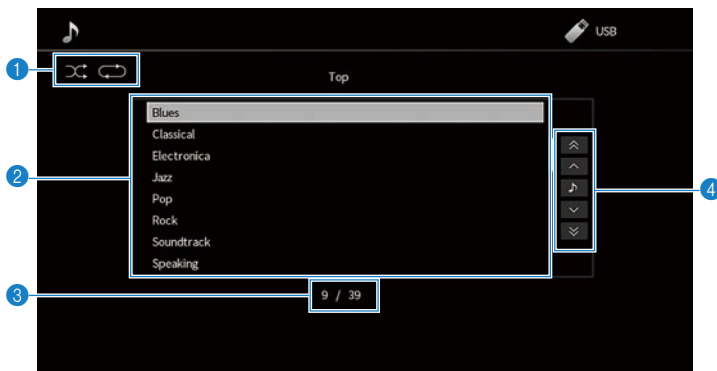 USB
1
Top
Blues
Classical
Electronica
Jazz
2
4
Pop
Rock
Soundtrack
Speaking
3
9 / 39